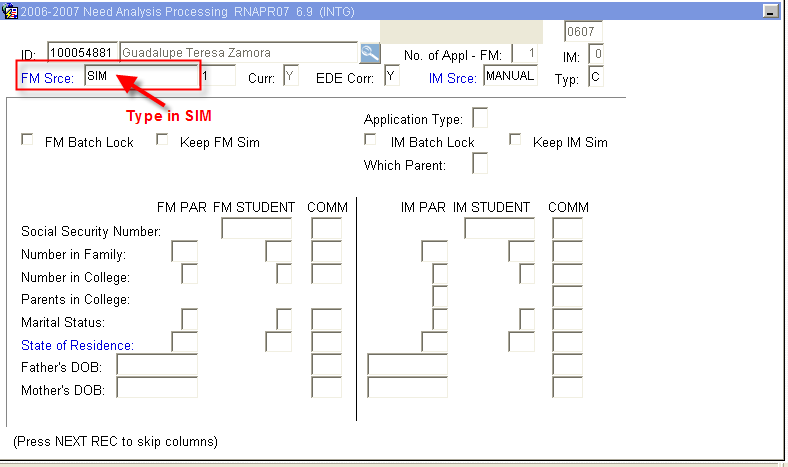 2006-2007 Need Analysis Processing RNAPR07 6.9 (INTG)
0607
ID: 100054881 Guadalupe Teresa Zamora No. of Appl - FM: 1 IM: 0
FM Srce: SIM 1 Curr: Y EDE Corr: Y IM Srce: MANUAL Typ: C
Type in SIM
Application Type:
FM Batch Lock Keep FM Sim IM Batch Lock Keep IM Sim
Which Parent:
FM PAR FM STUDENT COMM IM PAR IM STUDENT COMM
Social Security Number:
Number in Family:
Number in College:
Parents in College:
Marital Status:
State of Residence:
Father's DOB:
Mother's DOB:
(Press NEXT REC to skip columns)